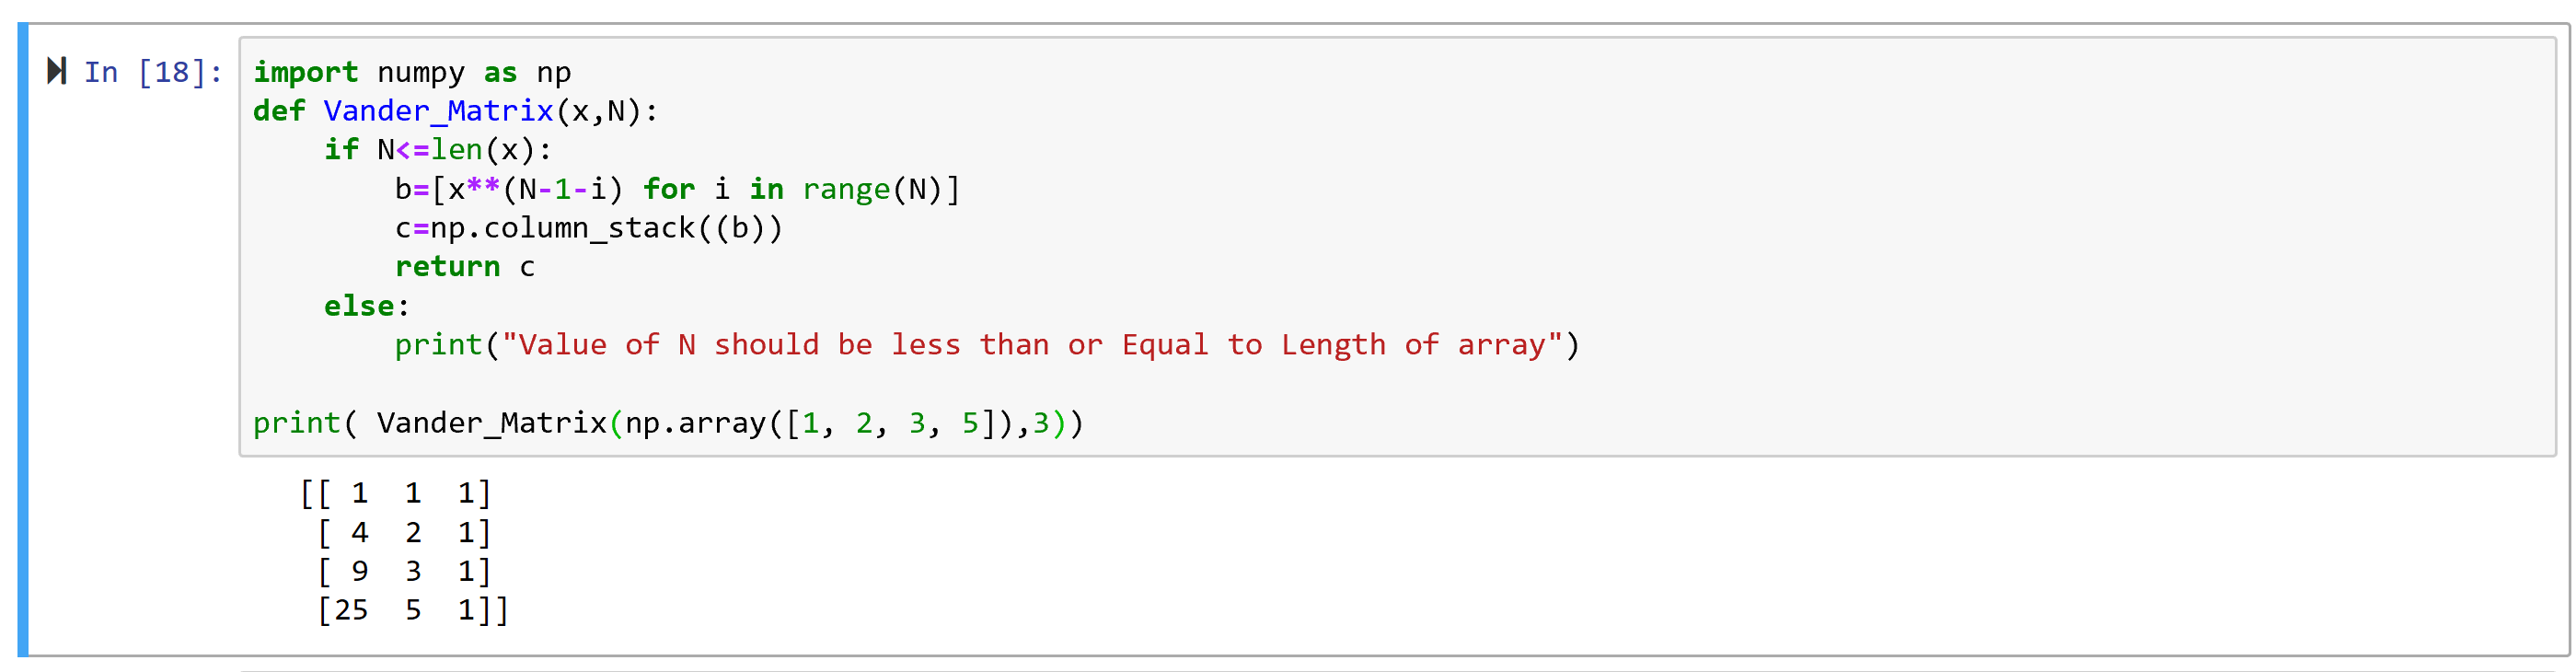 In [18]:
import numpy as np
def Vander_Matrix(x,N):
    if N<=len(x):
        b=[x**(N-1-i) for i in range(N)]
        c=np.column_stack((b))
        return c
    else:
        print("Value of N should be less than or Equal to Length of array")

print( Vander_Matrix(np.array([1, 2, 3, 5]),3))
[[ 1  1  1]
 [ 4  2  1]
 [ 9  3  1]
 [25  5  1]]